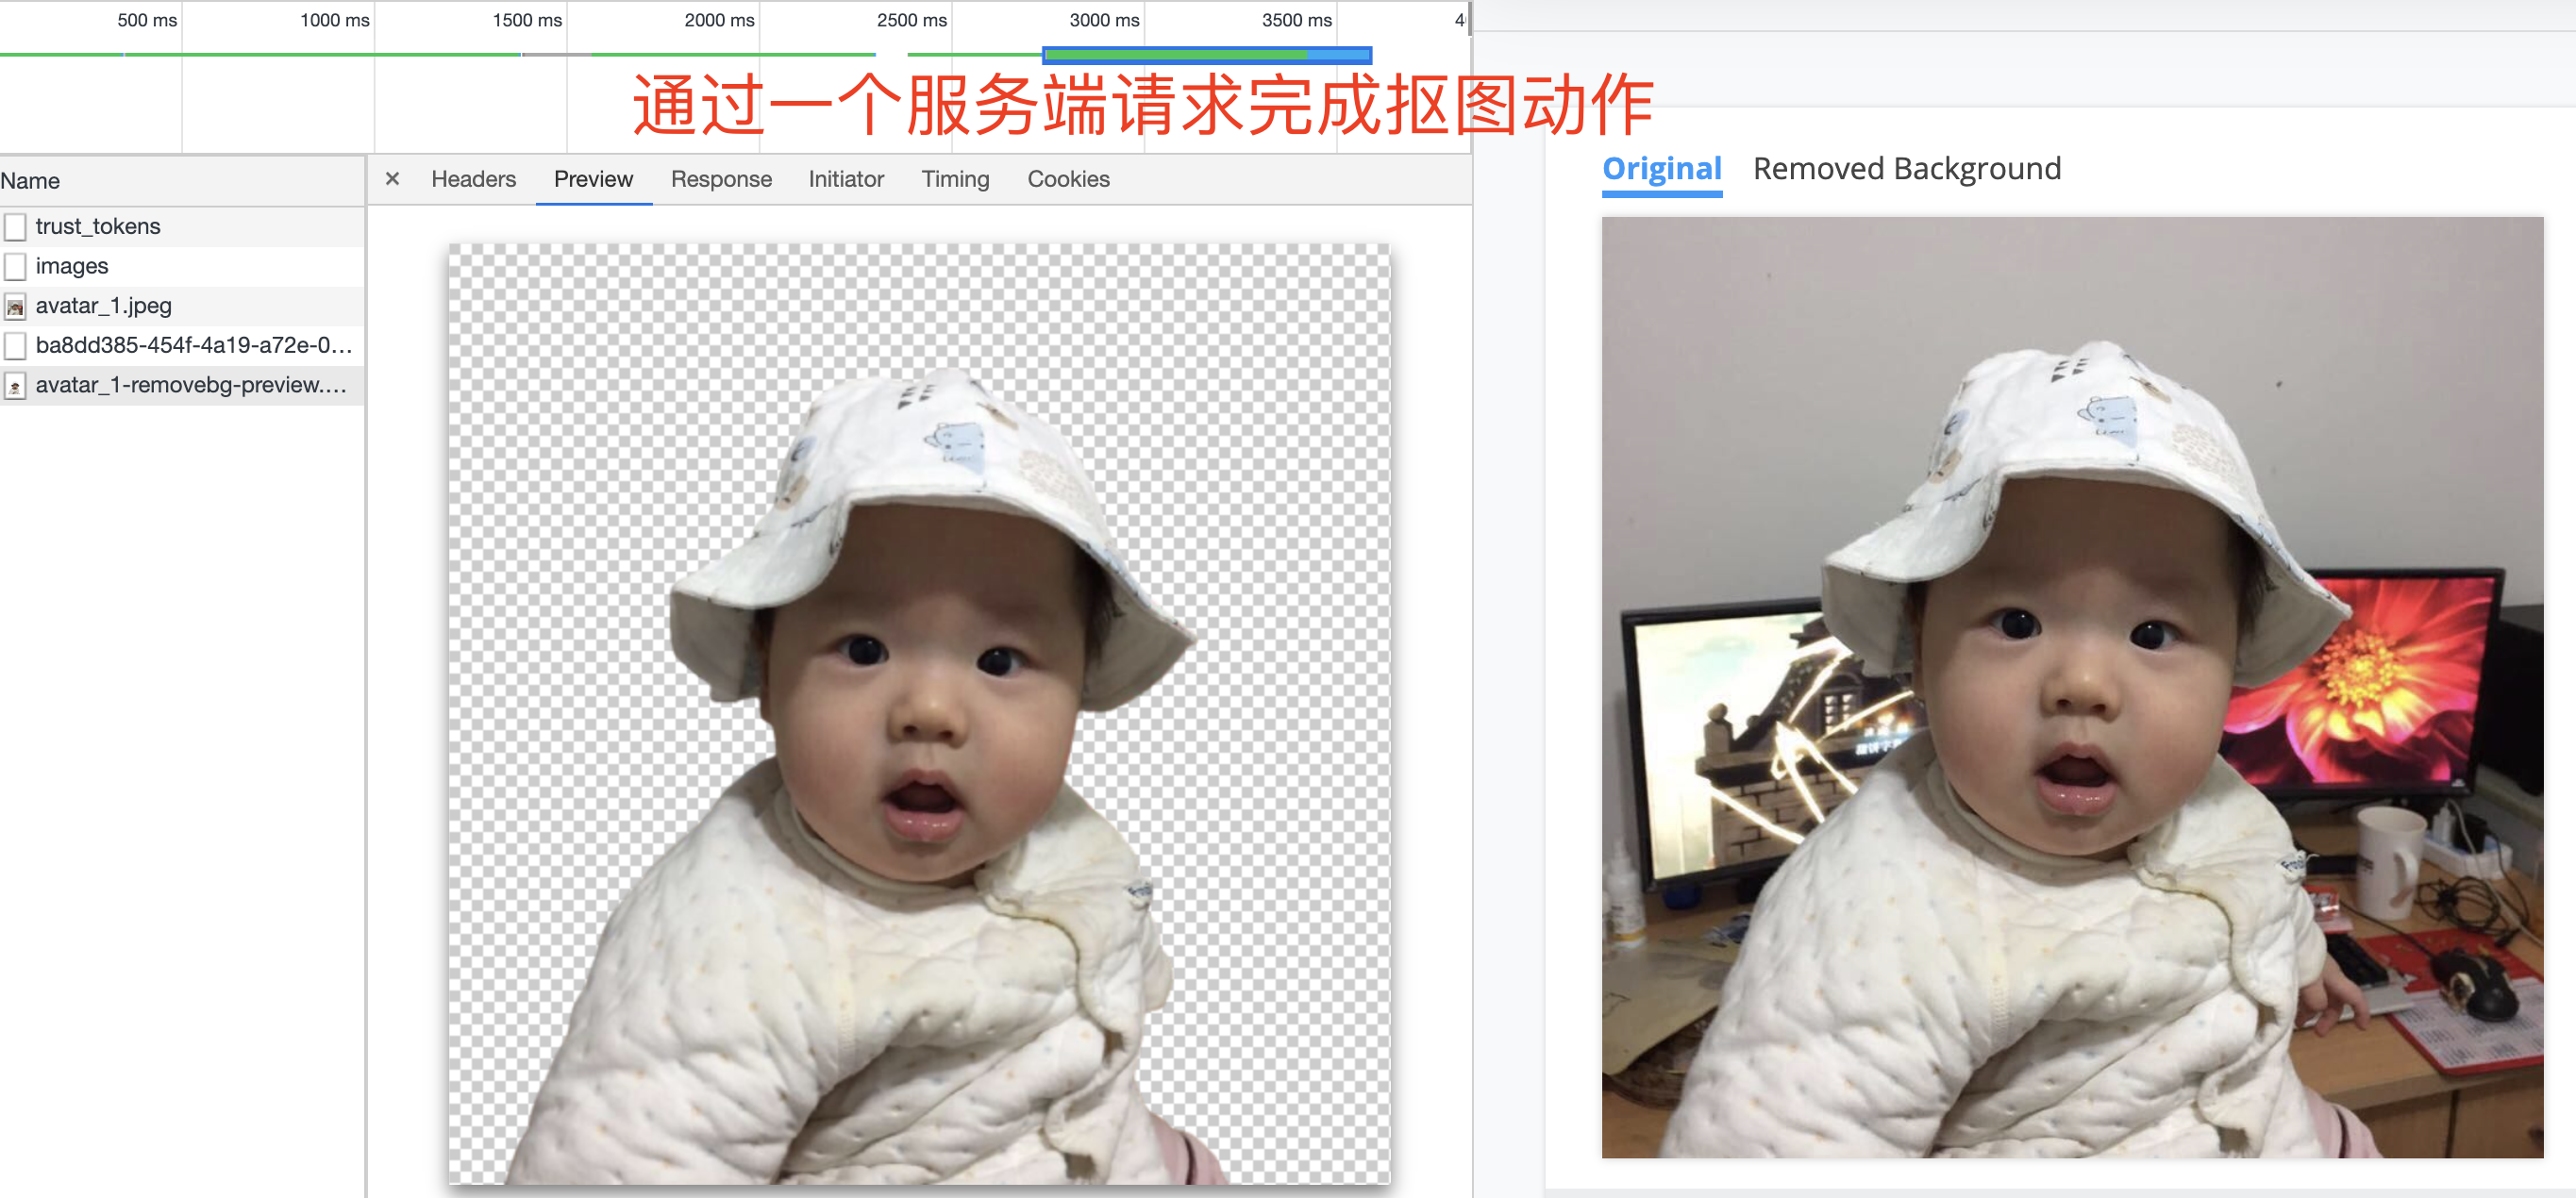 500 ms 1000 ms 1500 ms 2000 ms 2500 ms 3000 ms 3500 ms
通过一个服务端请求完成抠图动作
Name
trust_tokens
images
avatar_1.jpeg
ba8dd385-454f-4a19-a72e-0...
avatar_1-removebg-preview....
× Headers Preview Response Initiator Timing Cookies
Original Removed Background